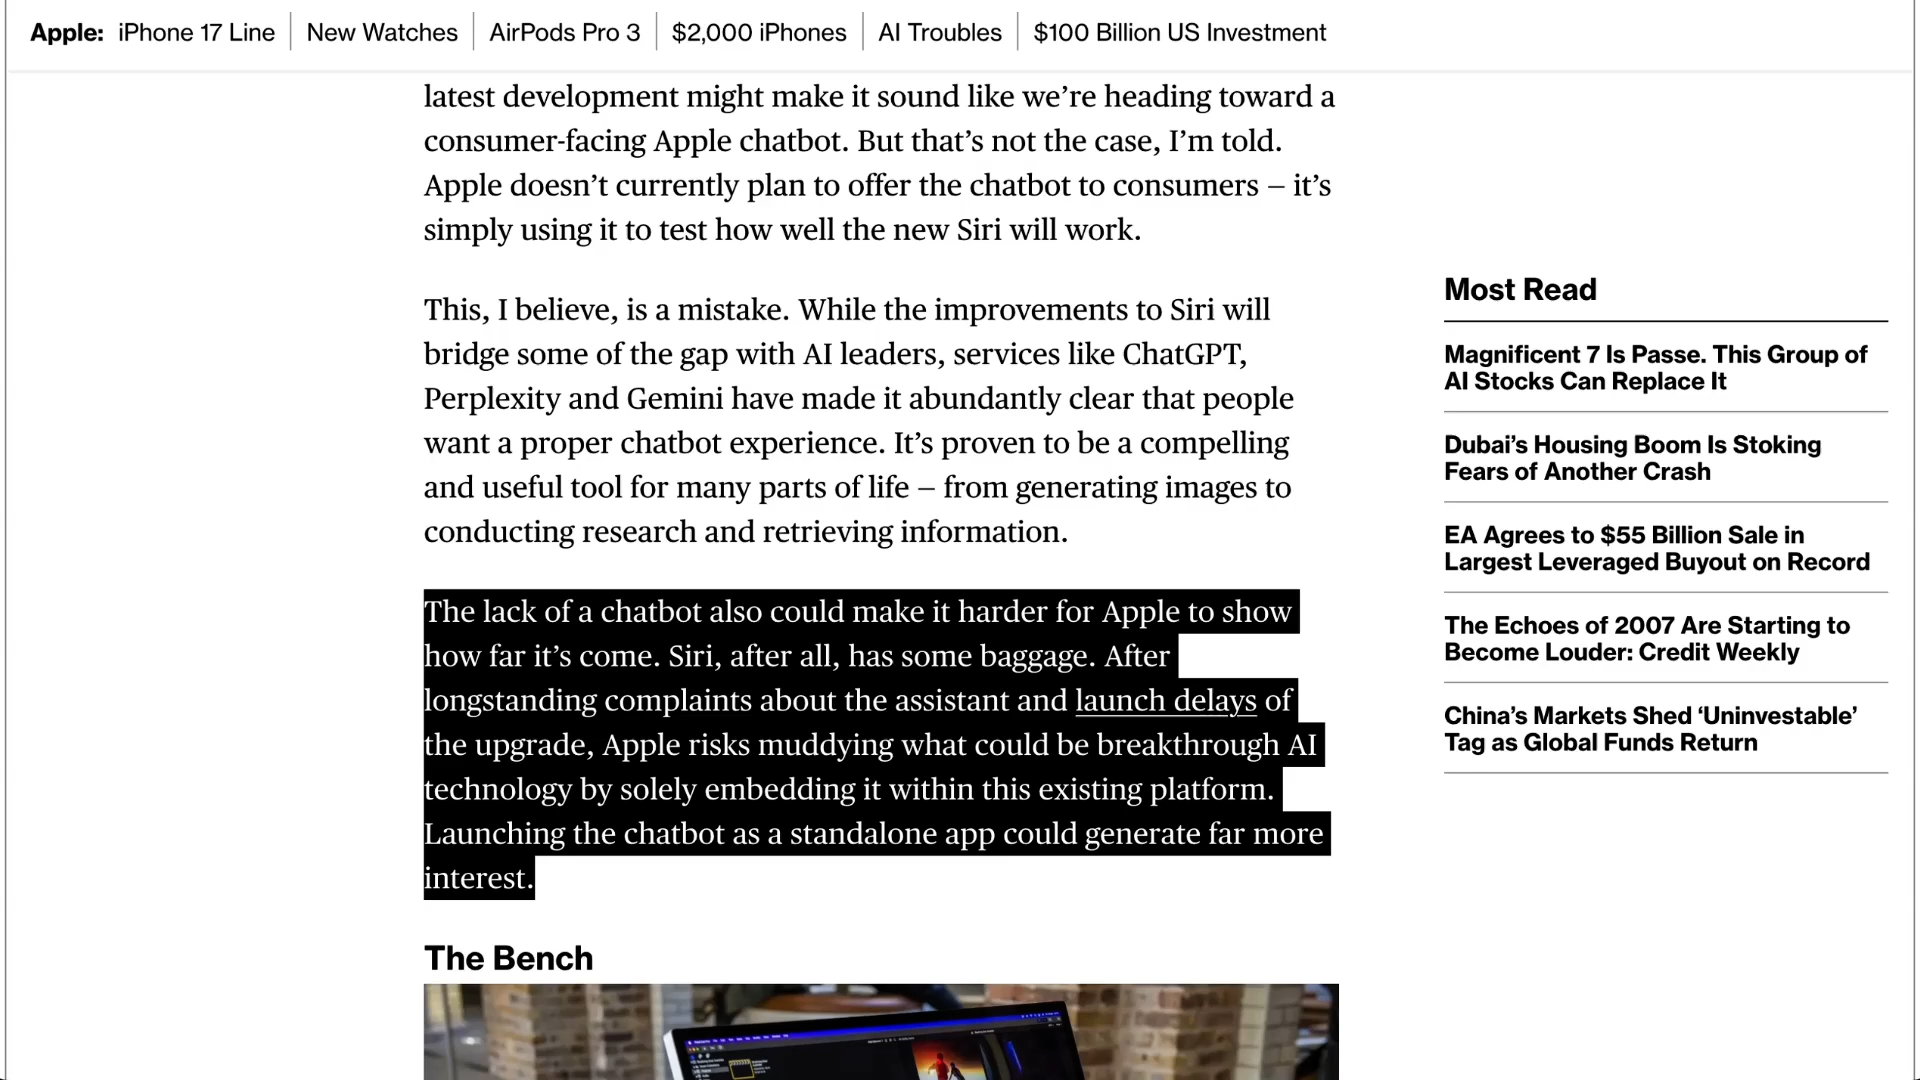 Apple: iPhone 17 Line New Watches AirPods Pro 3 $2,000 iPhones AI Troubles $100 Billion US Investment
latest development might make it sound like we’re heading toward a
consumer-facing Apple chatbot. But that’s not the case, I’m told.
Apple doesn’t currently plan to offer the chatbot to consumers – it’s
simply using it to test how well the new Siri will work.
This, I believe, is a mistake. While the improvements to Siri will
bridge some of the gap with AI leaders, services like ChatGPT,
Perplexity and Gemini have made it abundantly clear that people
want a proper chatbot experience. It’s proven to be a compelling
and useful tool for many parts of life – from generating images to
conducting research and retrieving information.
The lack of a chatbot also could make it harder for Apple to show
how far it’s come. Siri, after all, has some baggage. After
longstanding complaints about the assistant and launch delays of
the upgrade, Apple risks muddying what could be breakthrough AI
technology by solely embedding it within this existing platform.
Launching the chatbot as a standalone app could generate far more
interest.
The Bench
Most Read
Magnificent 7 Is Passe. This Group of
AI Stocks Can Replace It
Dubai’s Housing Boom Is Stoking
Fears of Another Crash
EA Agrees to $55 Billion Sale in
Largest Leveraged Buyout on Record
The Echoes of 2007 Are Starting to
Become Louder: Credit Weekly
China’s Markets Shed ‘Uninvestable’
Tag as Global Funds Return